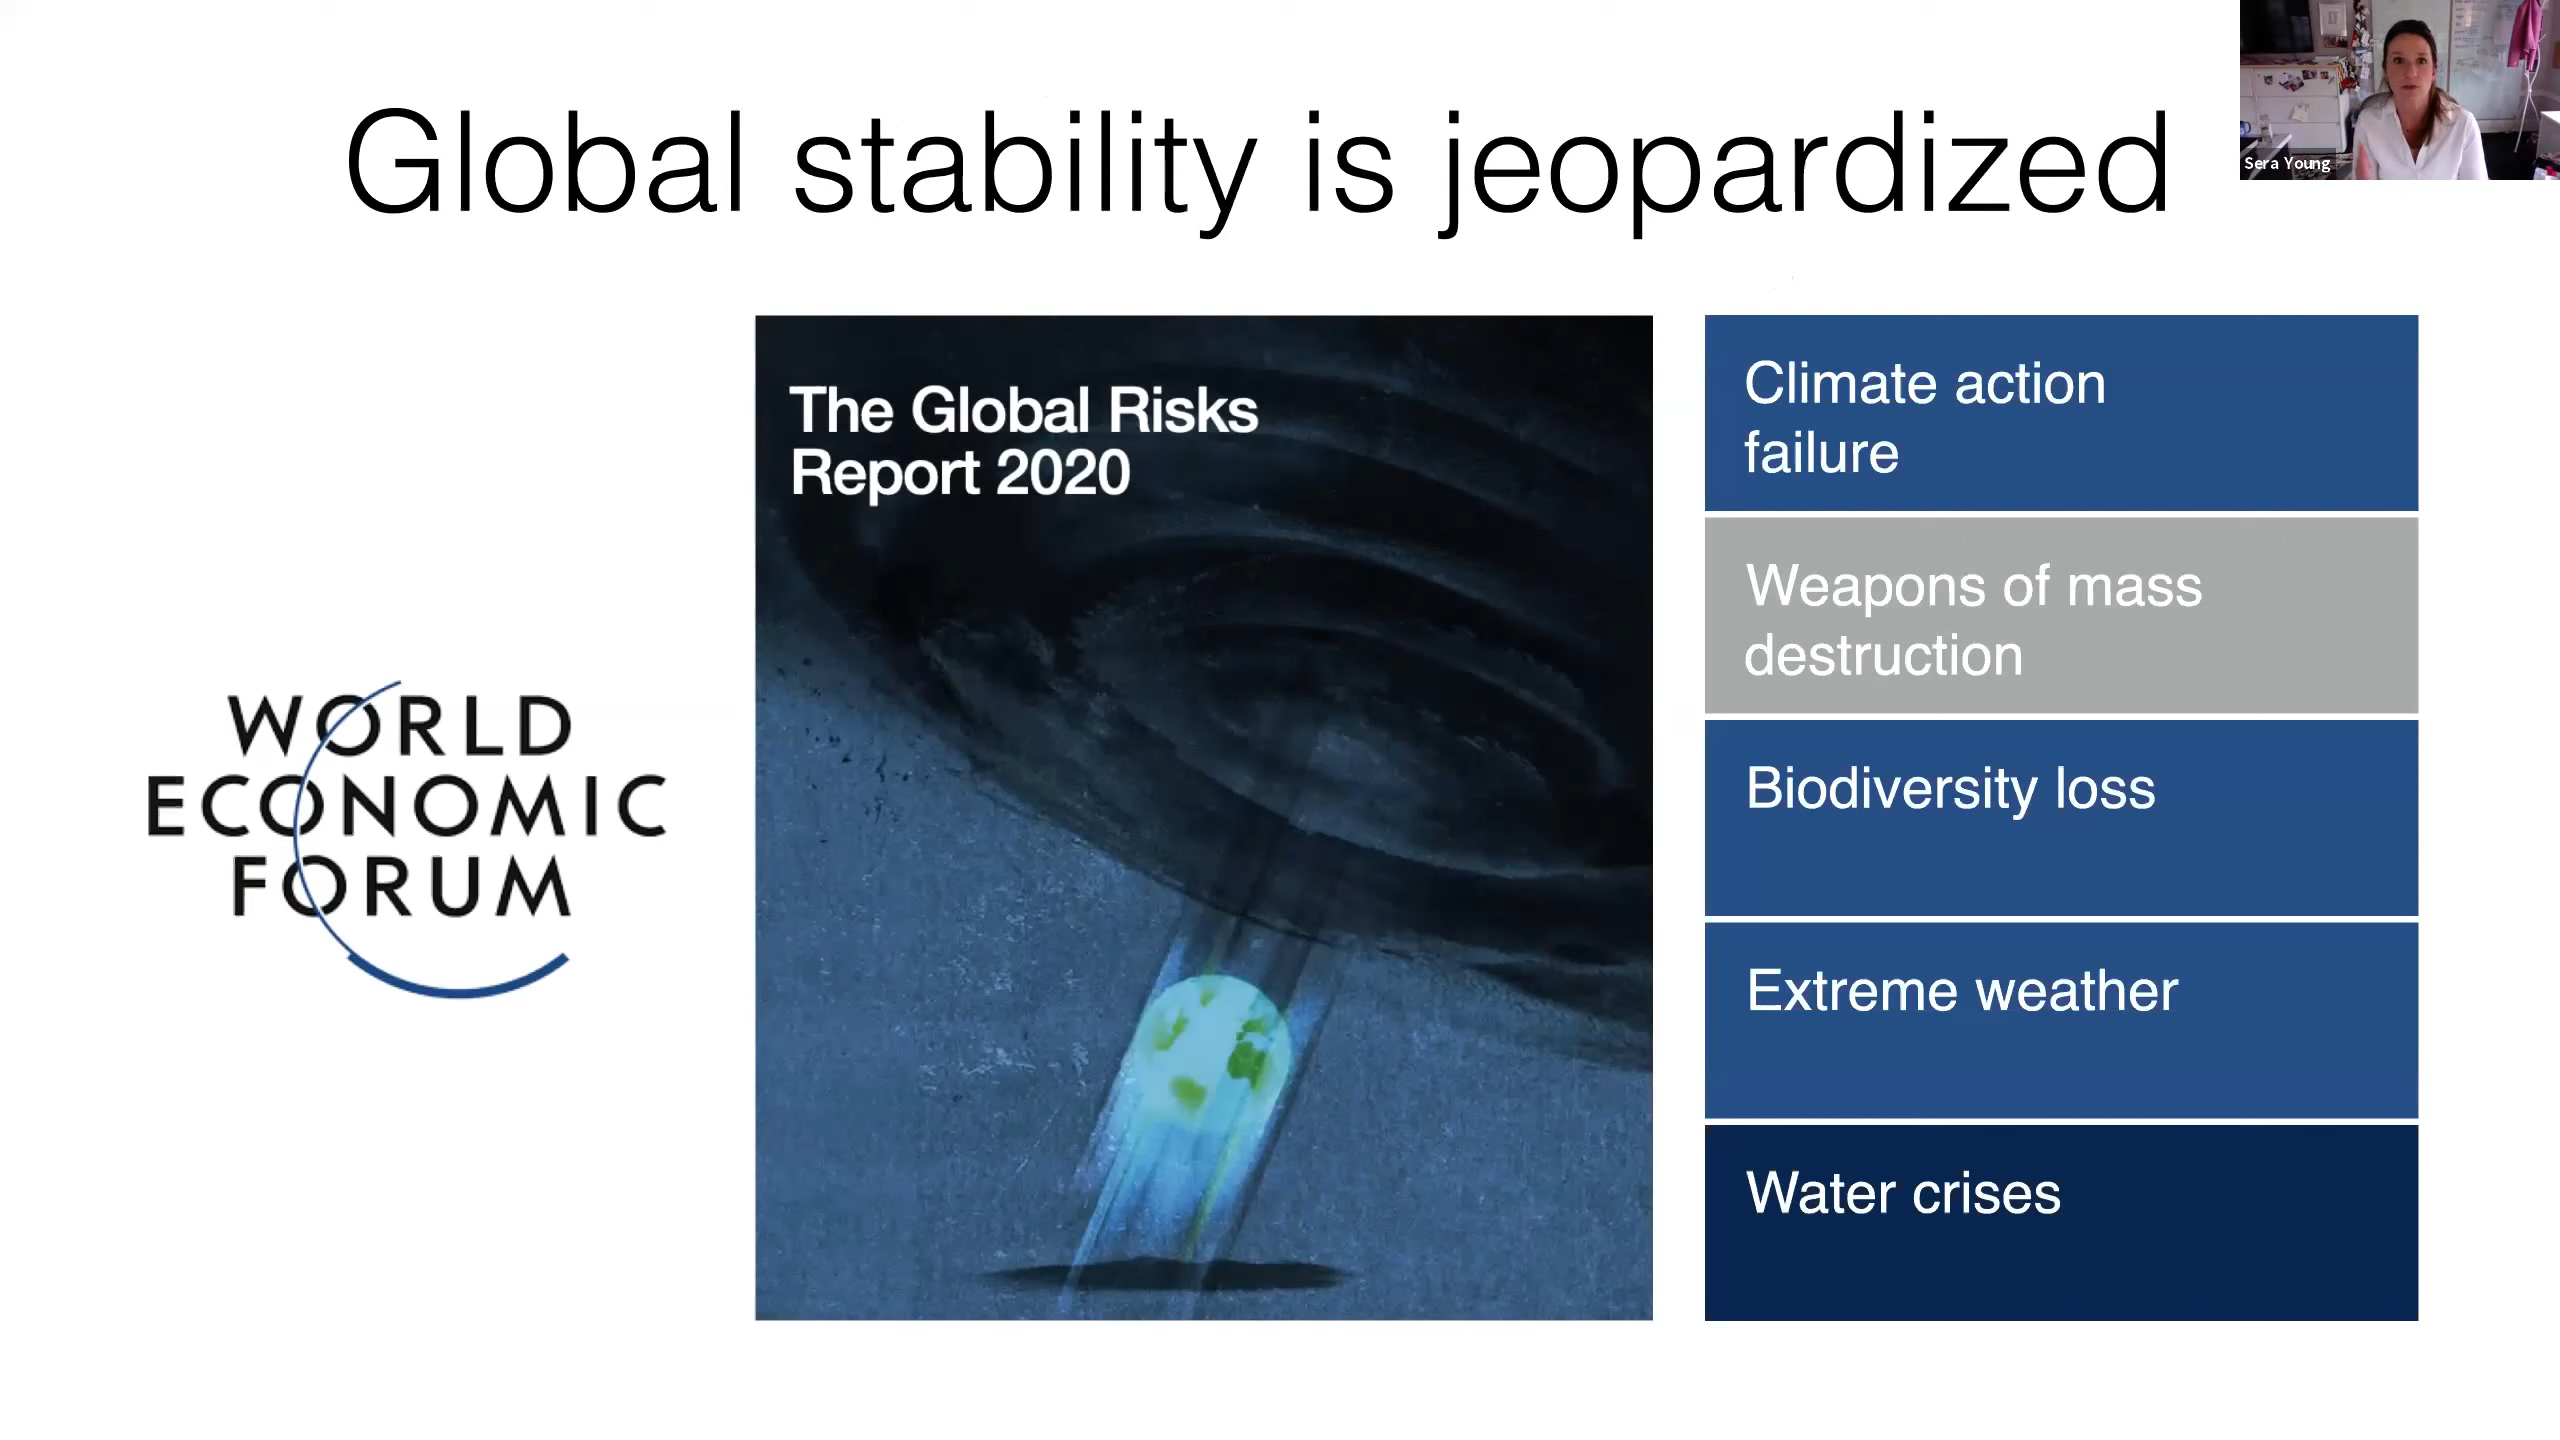 Global stability is jeopardized
Sera Young
WORLD
ECONOMIC
FORUM
The Global Risks
Report 2020
Climate action
failure
Weapons of mass
destruction
Biodiversity loss
Extreme weather
Water crises